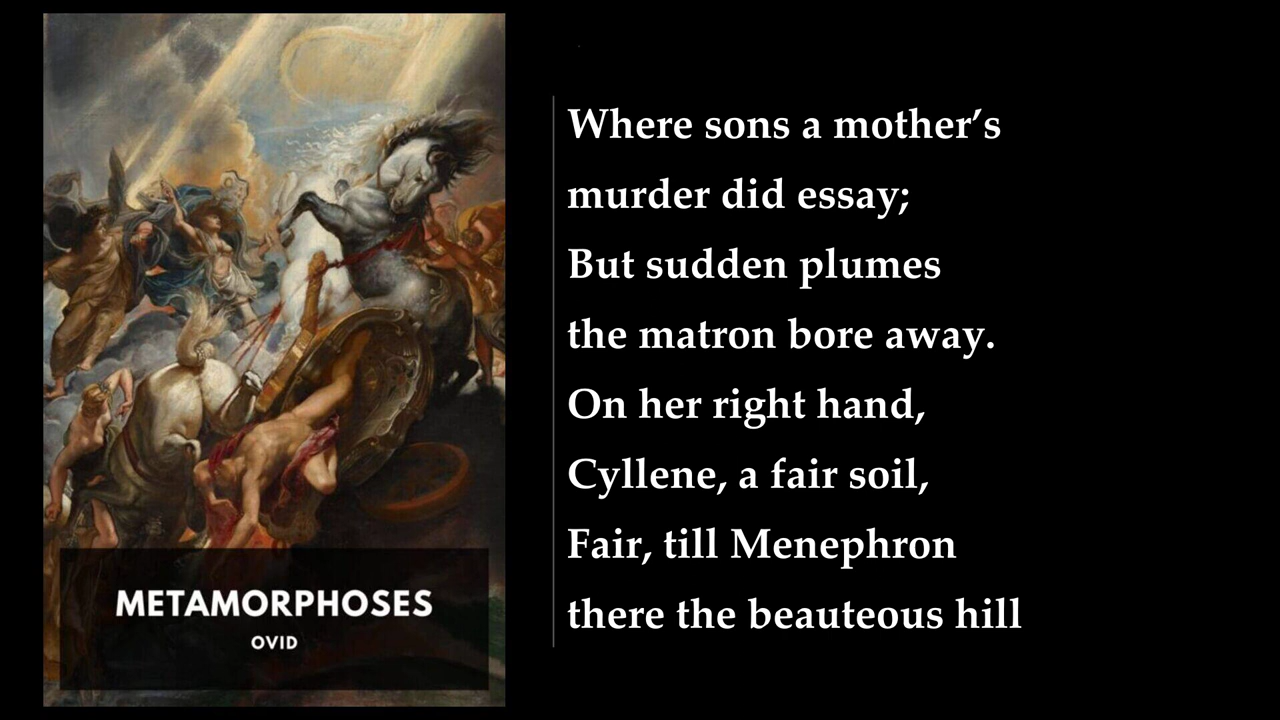 METAMORPHOSES
OVID
Where sons a mother’s
murder did essay;
But sudden plumes
the matron bore away.
On her right hand,
Cyllene, a fair soil,
Fair, till Menephron
there the beauteous hill